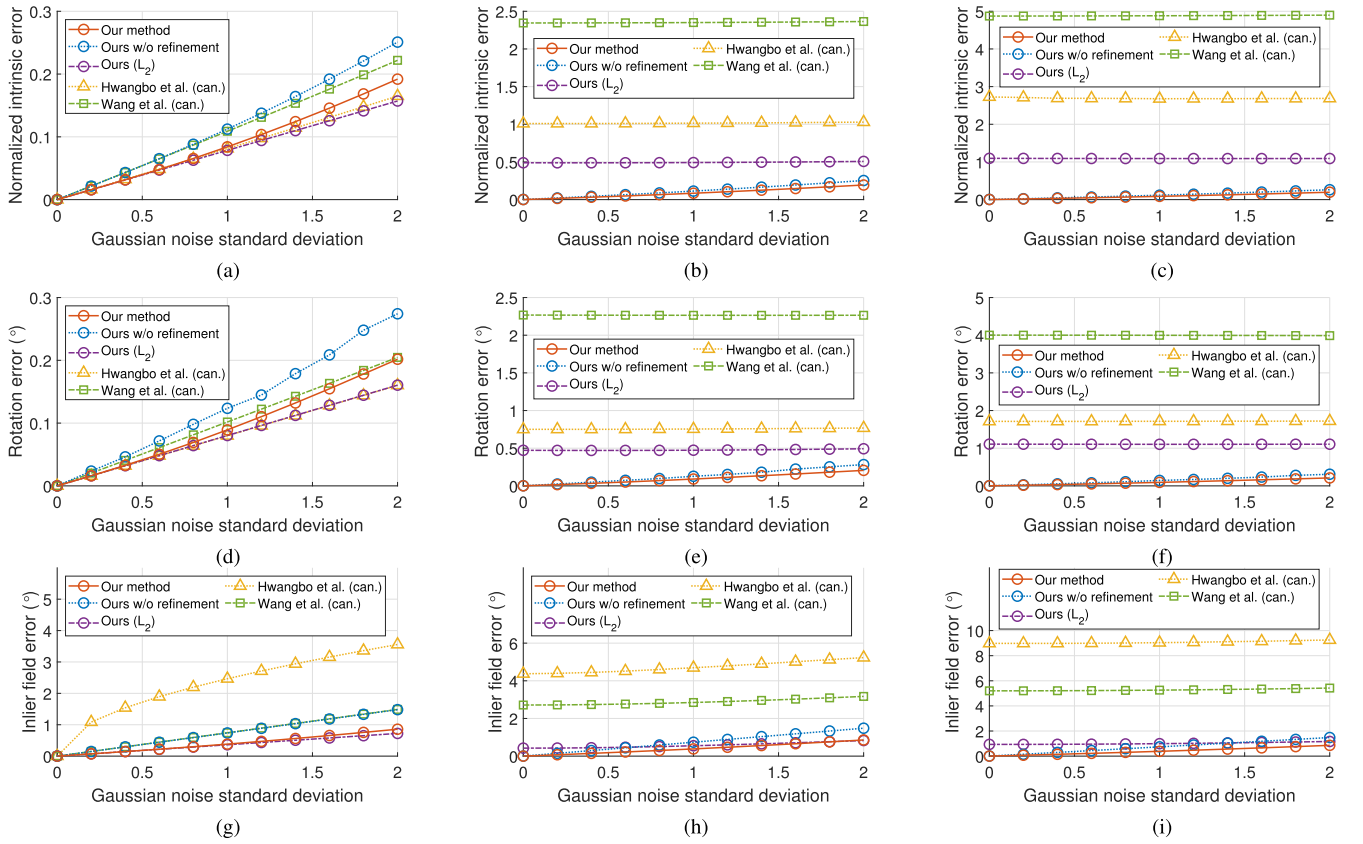 Normalized intrinsic error
0.3
0.2
0.1
0
Our method
Ours w/o refinement
Ours (L2)
Hwangbo et al. (can.)
Wang et al. (can.)
0 0.5 1 1.5 2
Gaussian noise standard deviation
(a)
Normalized intrinsic error
2.5
2
1.5
1
0.5
0
Our method Hwangbo et al. (can.)
Ours w/o refinement Wang et al. (can.)
Ours (L2)
0 0.5 1 1.5 2
Gaussian noise standard deviation
(b)
Normalized intrinsic error
5
4
3
2
1
0
Our method Hwangbo et al. (can.)
Ours w/o refinement Wang et al. (can.)
Ours (L2)
0 0.5 1 1.5 2
Gaussian noise standard deviation
(c)
Rotation error (°)
0.3
0.2
0.1
0
Our method
Ours w/o refinement
Ours (L2)
Hwangbo et al. (can.)
Wang et al. (can.)
0 0.5 1 1.5 2
Gaussian noise standard deviation
(d)
Rotation error (°)
2.5
2
1.5
1
0.5
0
Our method Hwangbo et al. (can.)
Ours w/o refinement Wang et al. (can.)
Ours (L2)
0 0.5 1 1.5 2
Gaussian noise standard deviation
(e)
Rotation error (°)
5
4
3
2
1
0
Our method Hwangbo et al. (can.)
Ours w/o refinement Wang et al. (can.)
Ours (L2)
0 0.5 1 1.5 2
Gaussian noise standard deviation
(f)
Inlier field error (°)
5
4
3
2
1
0
Our method Hwangbo et al. (can.)
Ours w/o refinement Wang et al. (can.)
Ours (L2)
0 0.5 1 1.5 2
Gaussian noise standard deviation
(g)
Inlier field error (°)
6
4
2
0
Our method Hwangbo et al. (can.)
Ours w/o refinement Wang et al. (can.)
Ours (L2)
0 0.5 1 1.5 2
Gaussian noise standard deviation
(h)
Inlier field error (°)
10
8
6
4
2
0
Our method Hwangbo et al. (can.)
Ours w/o refinement Wang et al. (can.)
Ours (L2)
0 0.5 1 1.5 2
Gaussian noise standard deviation
(i)